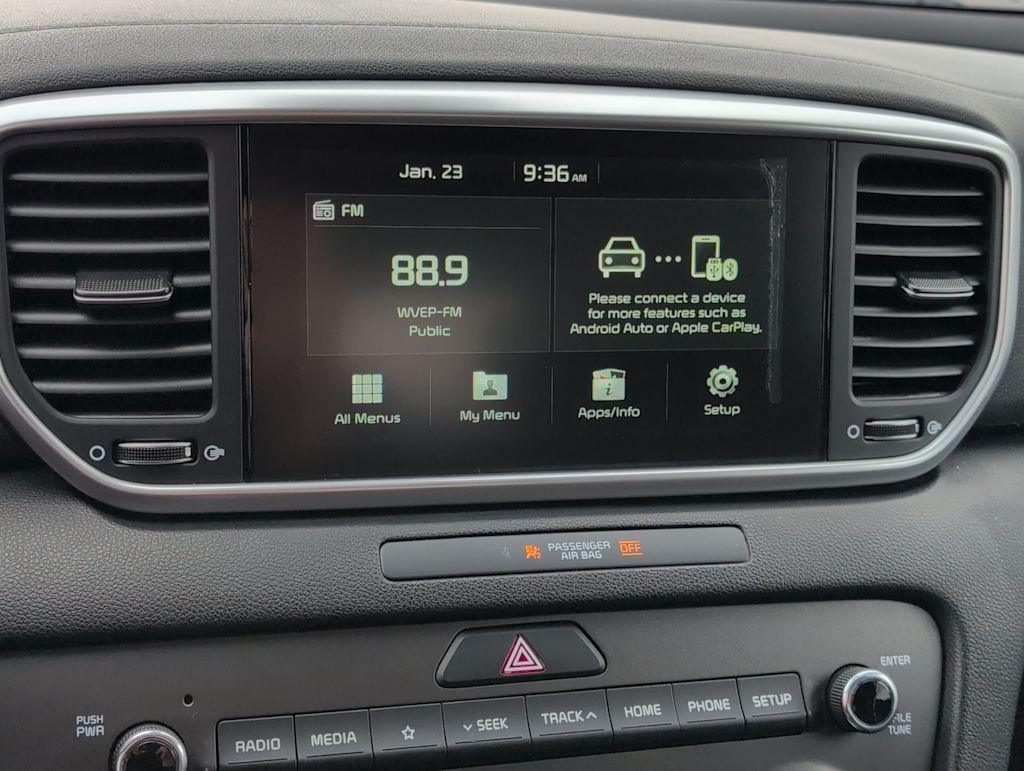 Jan. 23
9:36 AM
FM
88.9
WVEP-FM
Public
Please connect a device
for more features such as
Android Auto or Apple CarPlay.
All Menus
My Menu
Apps/Info
Setup
PASSENGER
AIR BAG
OFF
PUSH
PWR
RADIO
MEDIA
SEEK
TRACK
HOME
PHONE
SETUP
ENTER
TUNE